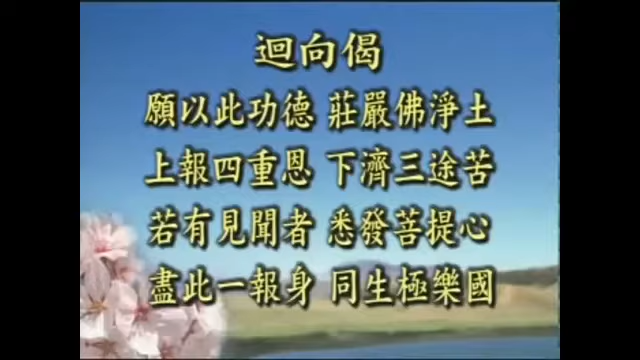 迴向偈
願以此功德 莊嚴佛淨土
上報四重恩 下濟三途苦
若有見聞者 悉發菩提心
盡此一報身 同生極樂國